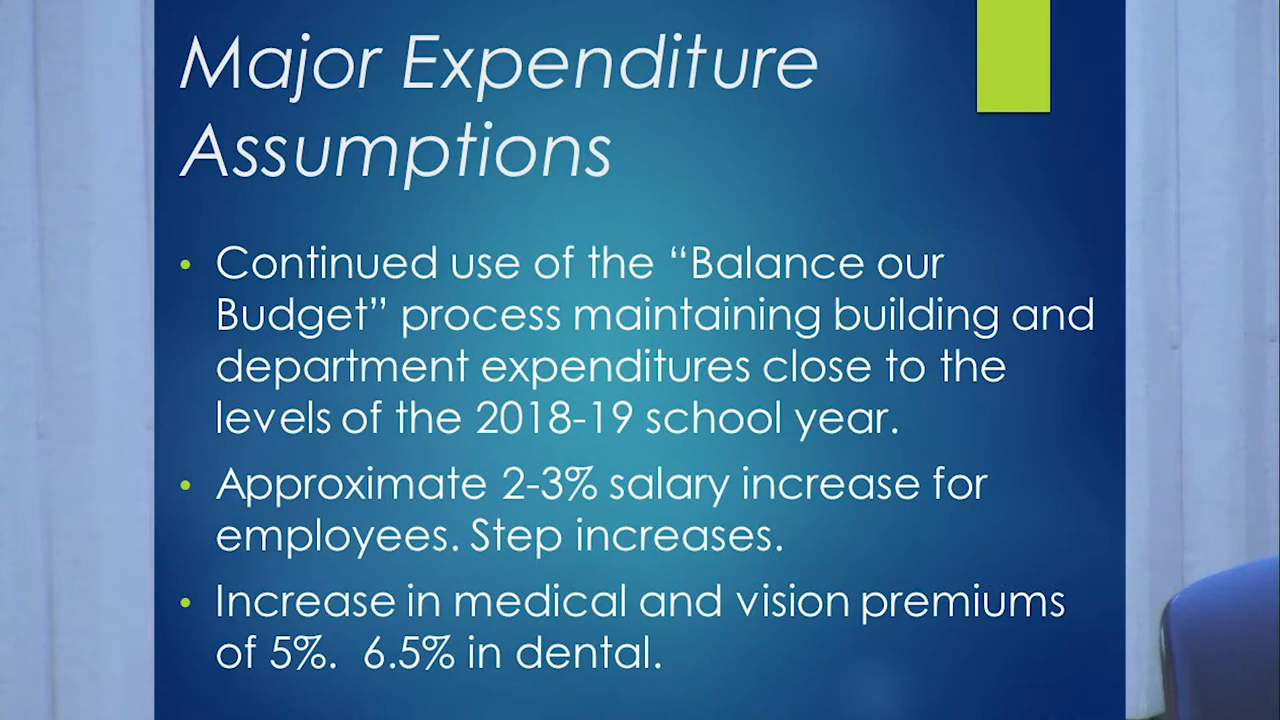 Major Expenditure
Assumptions
• Continued use of the “Balance our
Budget” process maintaining building and
department expenditures close to the
levels of the 2018-19 school year.
• Approximate 2-3% salary increase for
employees. Step increases.
• Increase in medical and vision premiums
of 5%.  6.5% in dental.